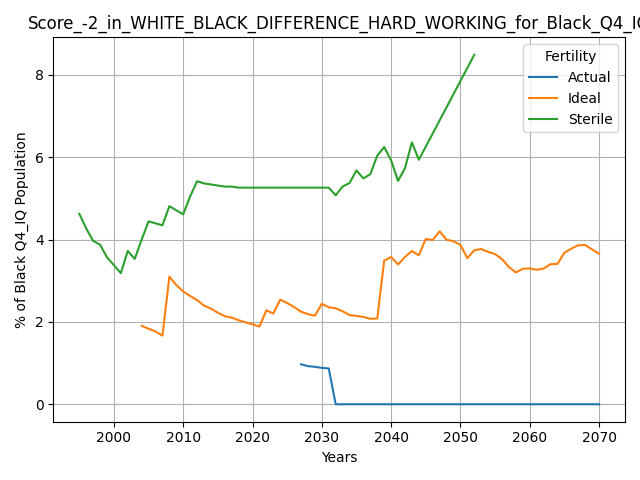 Score_-2_in_WHITE_BLACK_DIFFERENCE_HARD_WORKING_for_Black_Q4_IQ
Fertility
Actual
Ideal
Sterile
% of Black Q4_IQ Population
8
6
4
2
0
2000 2010 2020 2030 2040 2050 2060 2070
Years